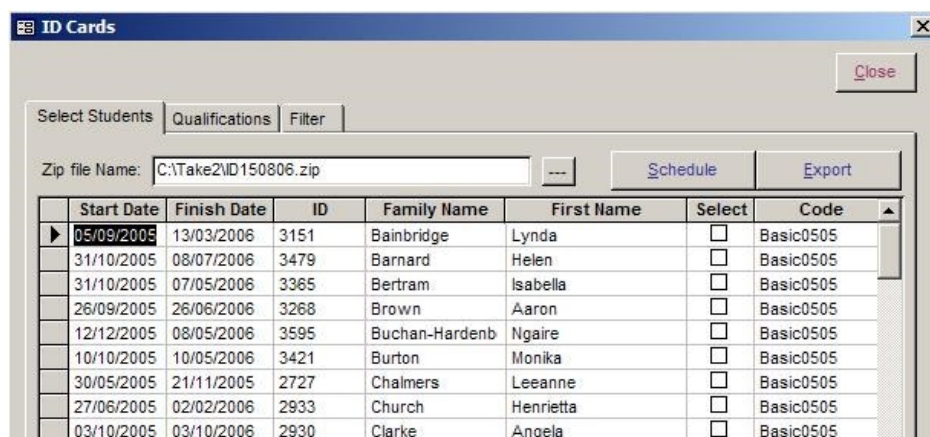 ID Cards
Close
Select Students Qualifications Filter
Zip file Name: C:\Take2\ID150806.zip --- Schedule Export
Start Date Finish Date ID Family Name First Name Select Code
05/09/2005 13/03/2006 3151 Bainbridge Lynda Basic0505
31/10/2005 08/07/2006 3479 Barnard Helen Basic0505
31/10/2005 07/05/2006 3365 Bertram Isabella Basic0505
26/09/2005 26/06/2006 3268 Brown Aaron Basic0505
12/12/2005 08/05/2006 3595 Buchan-Hardenb Ngaire Basic0505
10/10/2005 10/05/2006 3421 Burton Monika Basic0505
30/05/2005 21/11/2005 2727 Chalmers Leeanne Basic0505
27/06/2005 02/02/2006 2933 Church Henrietta Basic0505
03/10/2005 03/10/2006 2930 Clarke Angela Basic0505